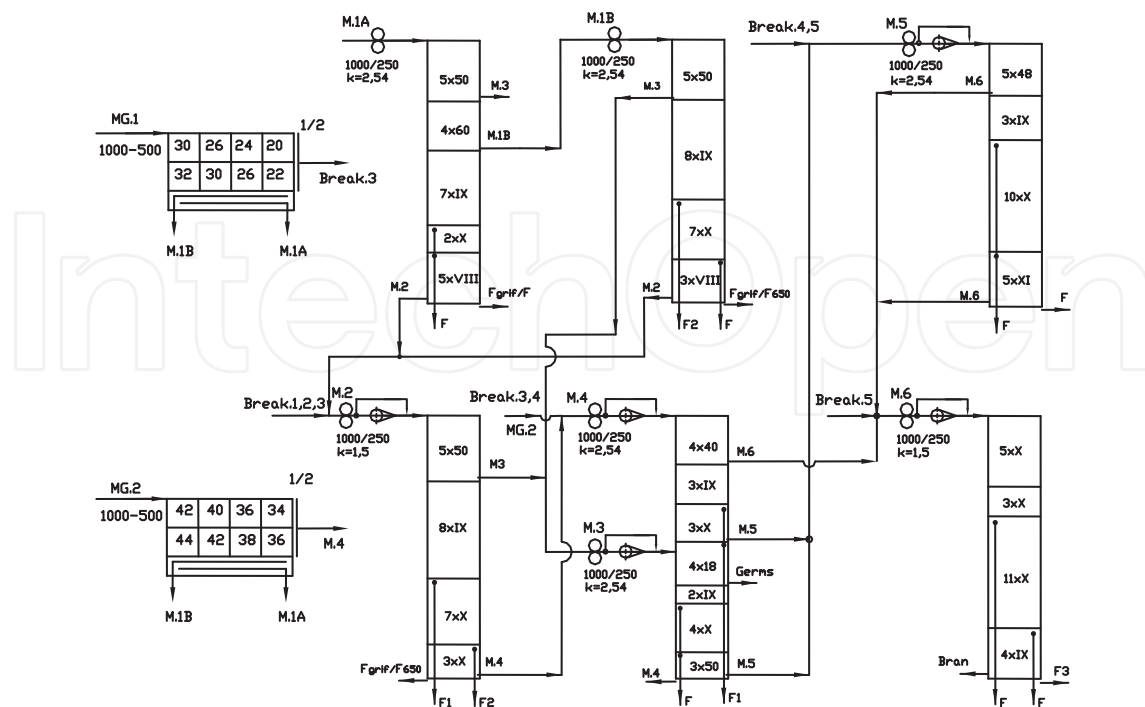 M.1A
1000/250
k=2,54
5x50
M.3
4x60
M.1B
7xIX
2xX
5xVIII
Fgrif/F
M.2
F
M.1B
1000/250
k=2,54
5x50
M.3
8xIX
7xX
3xVIII
M.2
Fgrif/F650
F2
F
Break.4,5
M.5
1000/250
k=2,54
5x48
M.6
3xIX
10xX
5xXI
M.6
F
F
MG.1
1000-500
30 26 24 20
32 30 26 22
1/2
Break.3
M.1B
M.1A
Break.1,2,3
M.2
1000/250
k=1,5
5x50
M3
8xIX
7xX
3xX
M.4
Fgrif/F650
F1
F2
Break.3,4
MG.2
M.4
1000/250
k=2,54
4x40
M.6
3xIX
3xX
M.5
M.3
1000/250
k=2,54
4x18
Germs
2xIX
4xX
3x50
M.5
M.4
F
F1
Break.5
M.6
1000/250
k=1,5
5xX
3xX
11xX
4xIX
Bran
F3
F
F
MG.2
1000-500
42 40 36 34
44 42 38 36
1/2
M.4
M.1B
M.1A
IntechOpen